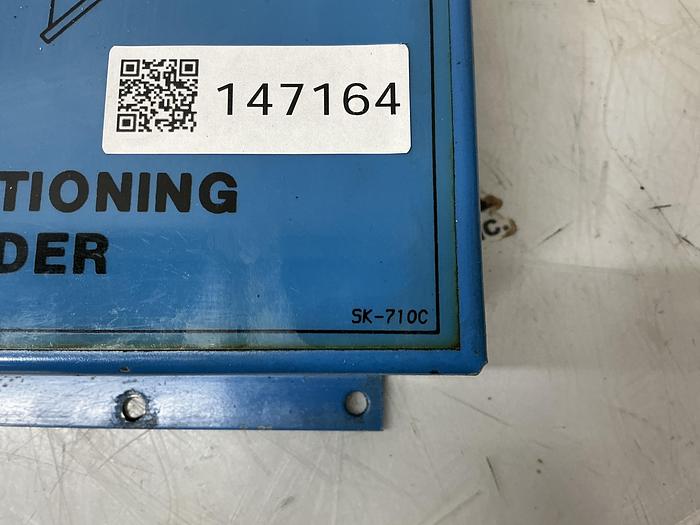 147164
TIONING
DER
SK-710C